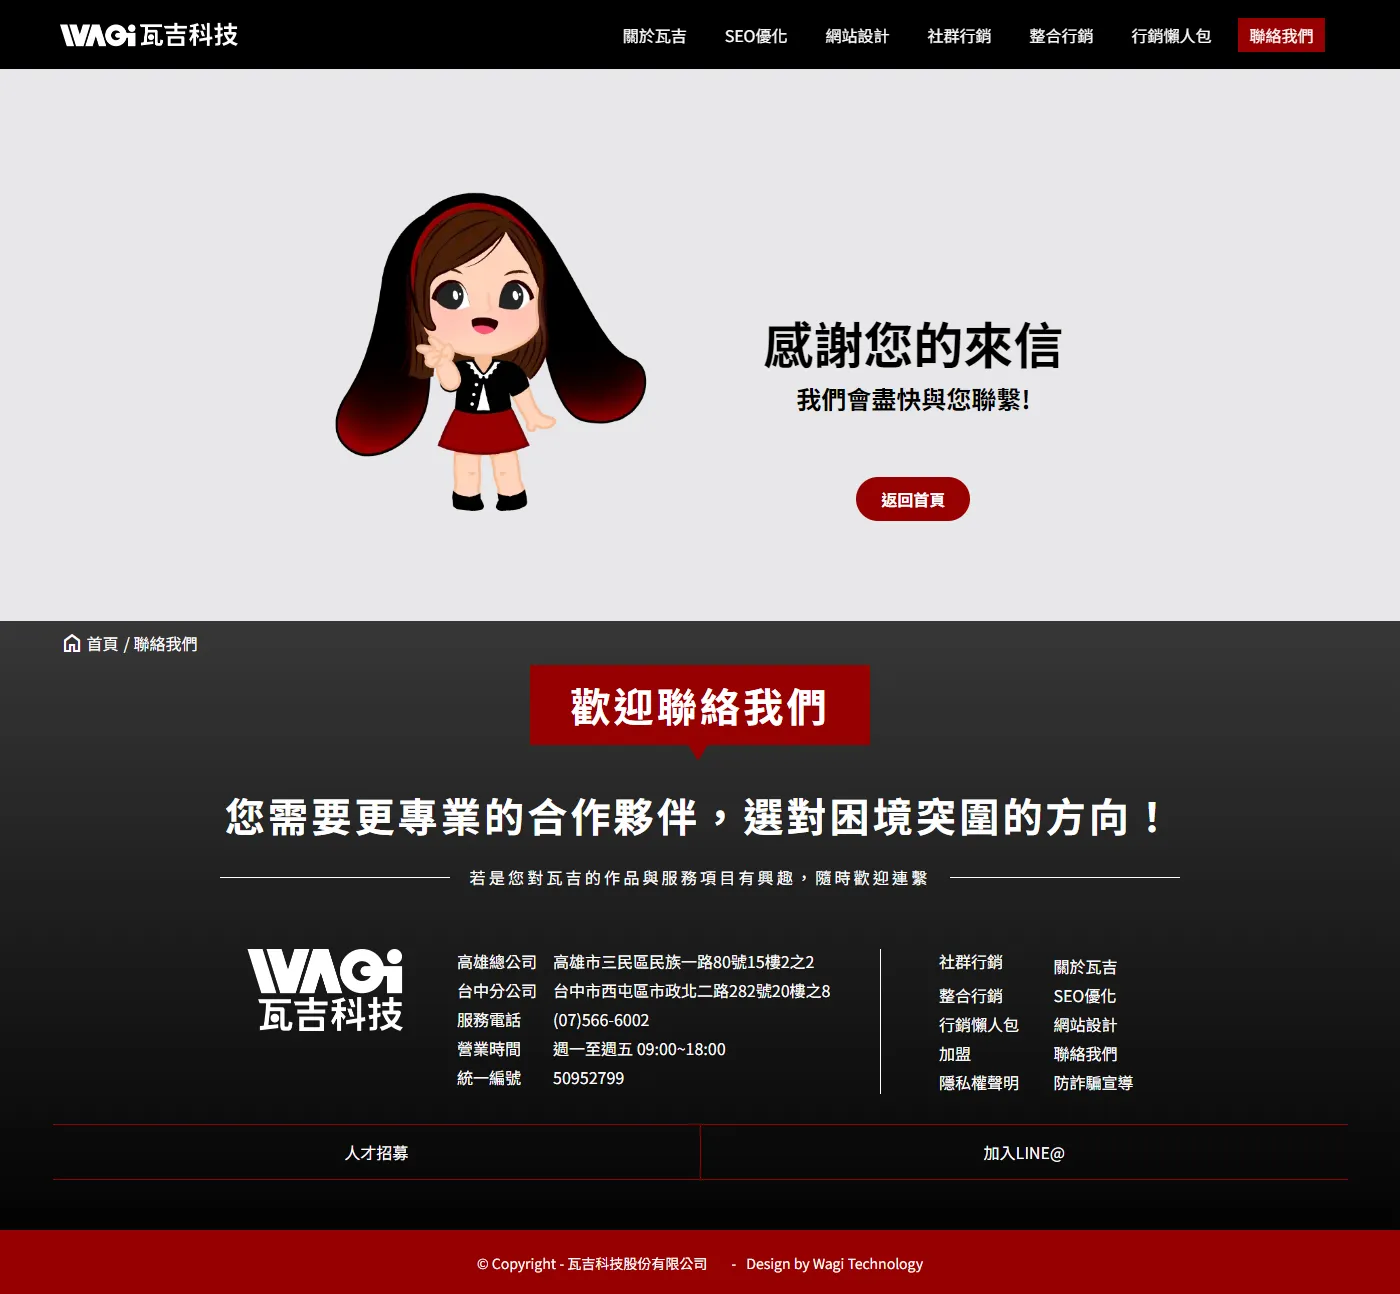 WAGi瓦吉科技
關於瓦吉 SEO優化 網站設計 社群行銷 整合行銷 行銷懶人包 聯絡我們
感謝您的來信
我們會盡快與您聯繫!
返回首頁
首頁 / 聯絡我們
歡迎聯絡我們
您需要更專業的合作夥伴，選對困境突圍的方向！
若是您對瓦吉的作品與服務項目有興趣，隨時歡迎連繫
WAGi
瓦吉科技
高雄總公司 高雄市三民區民族一路80號15樓2之2
台中分公司 台中市西屯區市政北二路282號20樓之8
服務電話 (07)566-6002
營業時間 週一至週五 09:00~18:00
統一編號 50952799
社群行銷
整合行銷
行銷懶人包
加盟
隱私權聲明
關於瓦吉
SEO優化
網站設計
聯絡我們
防詐騙宣導
人才招募
加入LINE@
© Copyright - 瓦吉科技股份有限公司 - Design by Wagi Technology